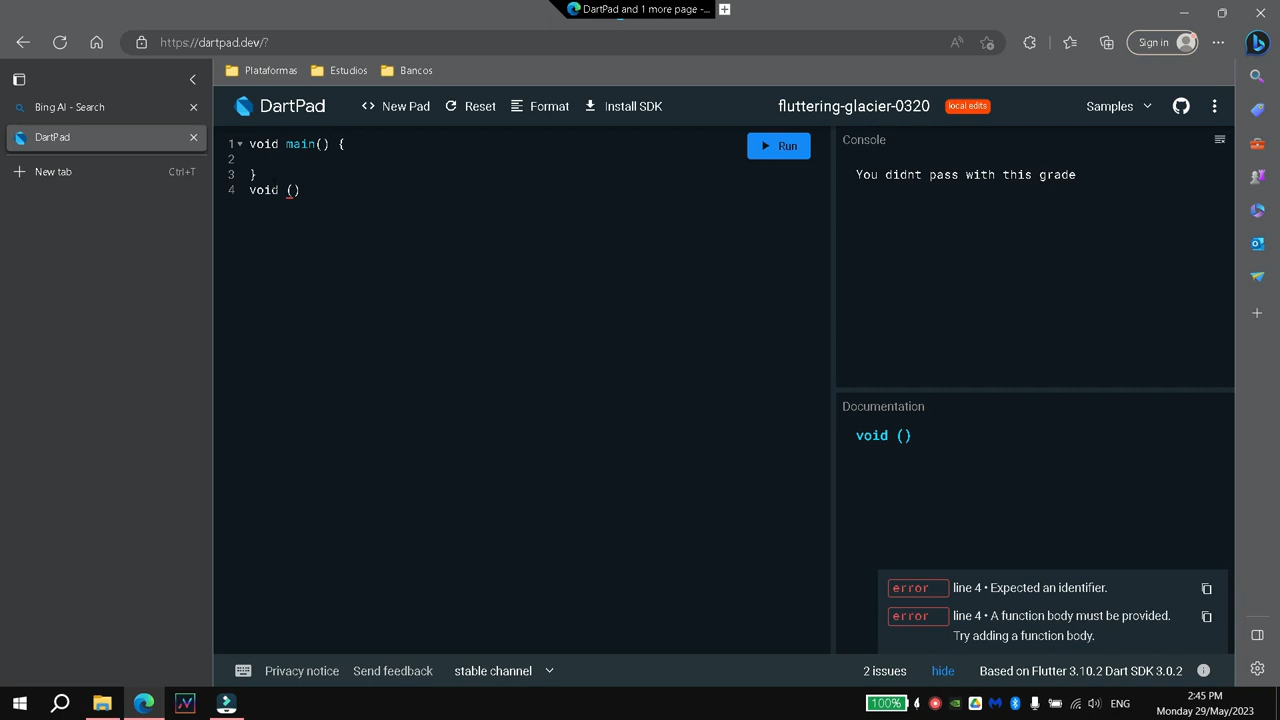 DartPad and 1 more page -...
https://dartpad.dev/?
Sign in
Plataformas
Estudios
Bancos
Bing AI - Search
DartPad
New tab
Ctrl+T
DartPad
New Pad
Reset
Format
Install SDK
fluttering-glacier-0320
local edits
Samples
1 void main() {
2
3 }
4 void ()
Run
Console
You didnt pass with this grade
Documentation
void ()
error line 4 • Expected an identifier.
error line 4 • A function body must be provided.
Try adding a function body.
Privacy notice
Send feedback
stable channel
2 issues
hide
Based on Flutter 3.10.2 Dart SDK 3.0.2
100%
ENG
2:45 PM
Monday 29/May/2023